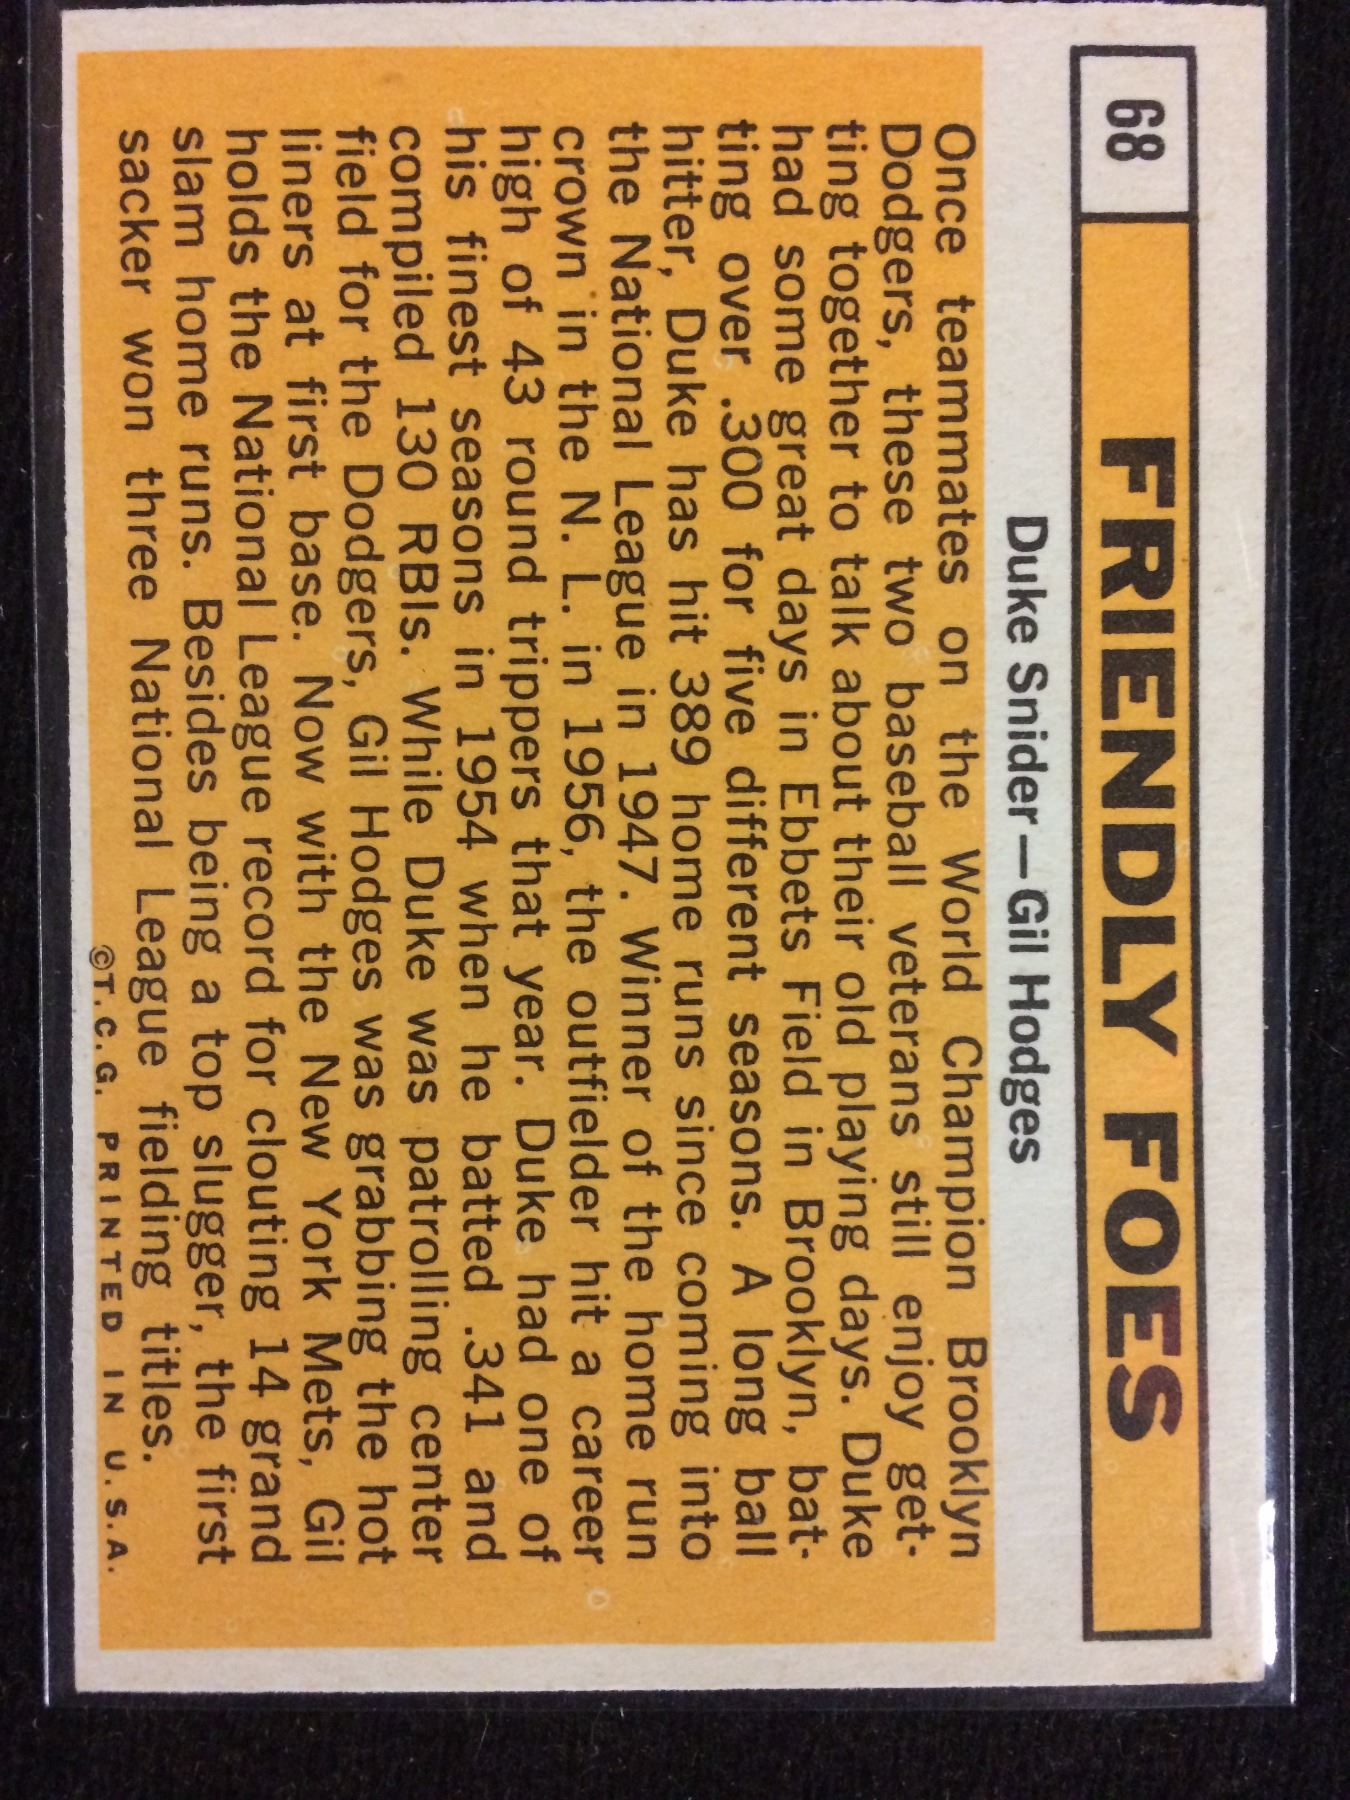 68
FRIENDLY FOES
Duke Snider—Gil Hodges
Once teammates on the World Champion Brooklyn
Dodgers, these two baseball veterans still enjoy get-
ting together to talk about their old playing days. Duke
had some great days in Ebbets Field in Brooklyn, bat-
ting over .300 for five different seasons. A long ball
hitter, Duke has hit 389 home runs since coming into
the National League in 1947. Winner of the home run
crown in the N. L. in 1956, the outfielder hit a career
high of 43 round trippers that year. Duke had one of
his finest seasons in 1954 when he batted .341 and
compiled 130 RBIs. While Duke was patrolling center
field for the Dodgers, Gil Hodges was grabbing the hot
liners at first base. Now with the New York Mets, Gil
holds the National League record for clouting 14 grand
slam home runs. Besides being a top slugger, the first
sacker won three National League fielding titles.
©T.C.G. PRINTED IN U.S.A.